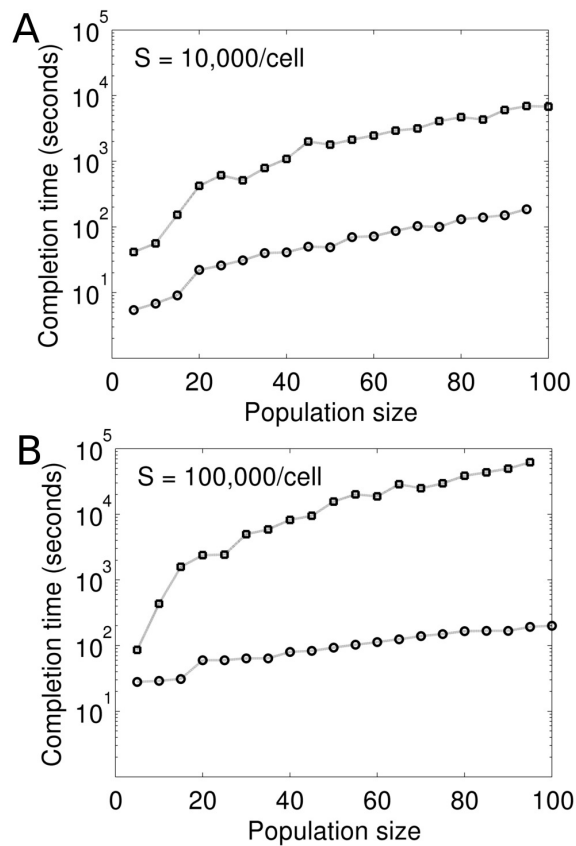 A
S = 10,000/cell
Completion time (seconds)
10^5
10^4
10^3
10^2
10^1
0 20 40 60 80 100
Population size
B
S = 100,000/cell
Completion time (seconds)
10^5
10^4
10^3
10^2
10^1
0 20 40 60 80 100
Population size